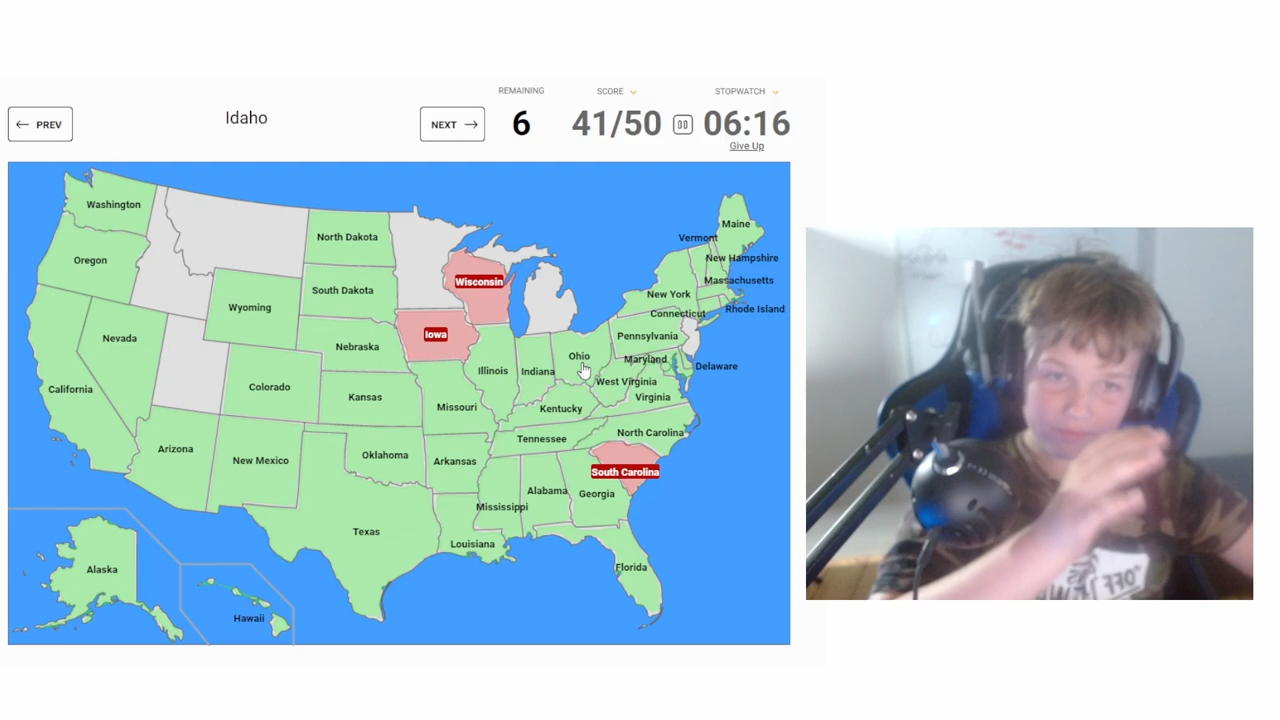 REMAINING
SCORE
STOPWATCH
← PREV
Idaho
NEXT →
6
41/50
06:16
Give Up
Washington
Oregon
California
Nevada
Arizona
Wyoming
Colorado
New Mexico
North Dakota
South Dakota
Nebraska
Kansas
Oklahoma
Texas
Wisconsin
Iowa
Illinois
Indiana
Ohio
Missouri
Kentucky
Tennessee
Arkansas
Mississippi
Alabama
Georgia
Louisiana
Florida
South Carolina
North Carolina
Virginia
West Virginia
Maryland
Delaware
Pennsylvania
New York
Connecticut
Rhode Island
Massachusetts
New Hampshire
Vermont
Maine
Alaska
Hawaii